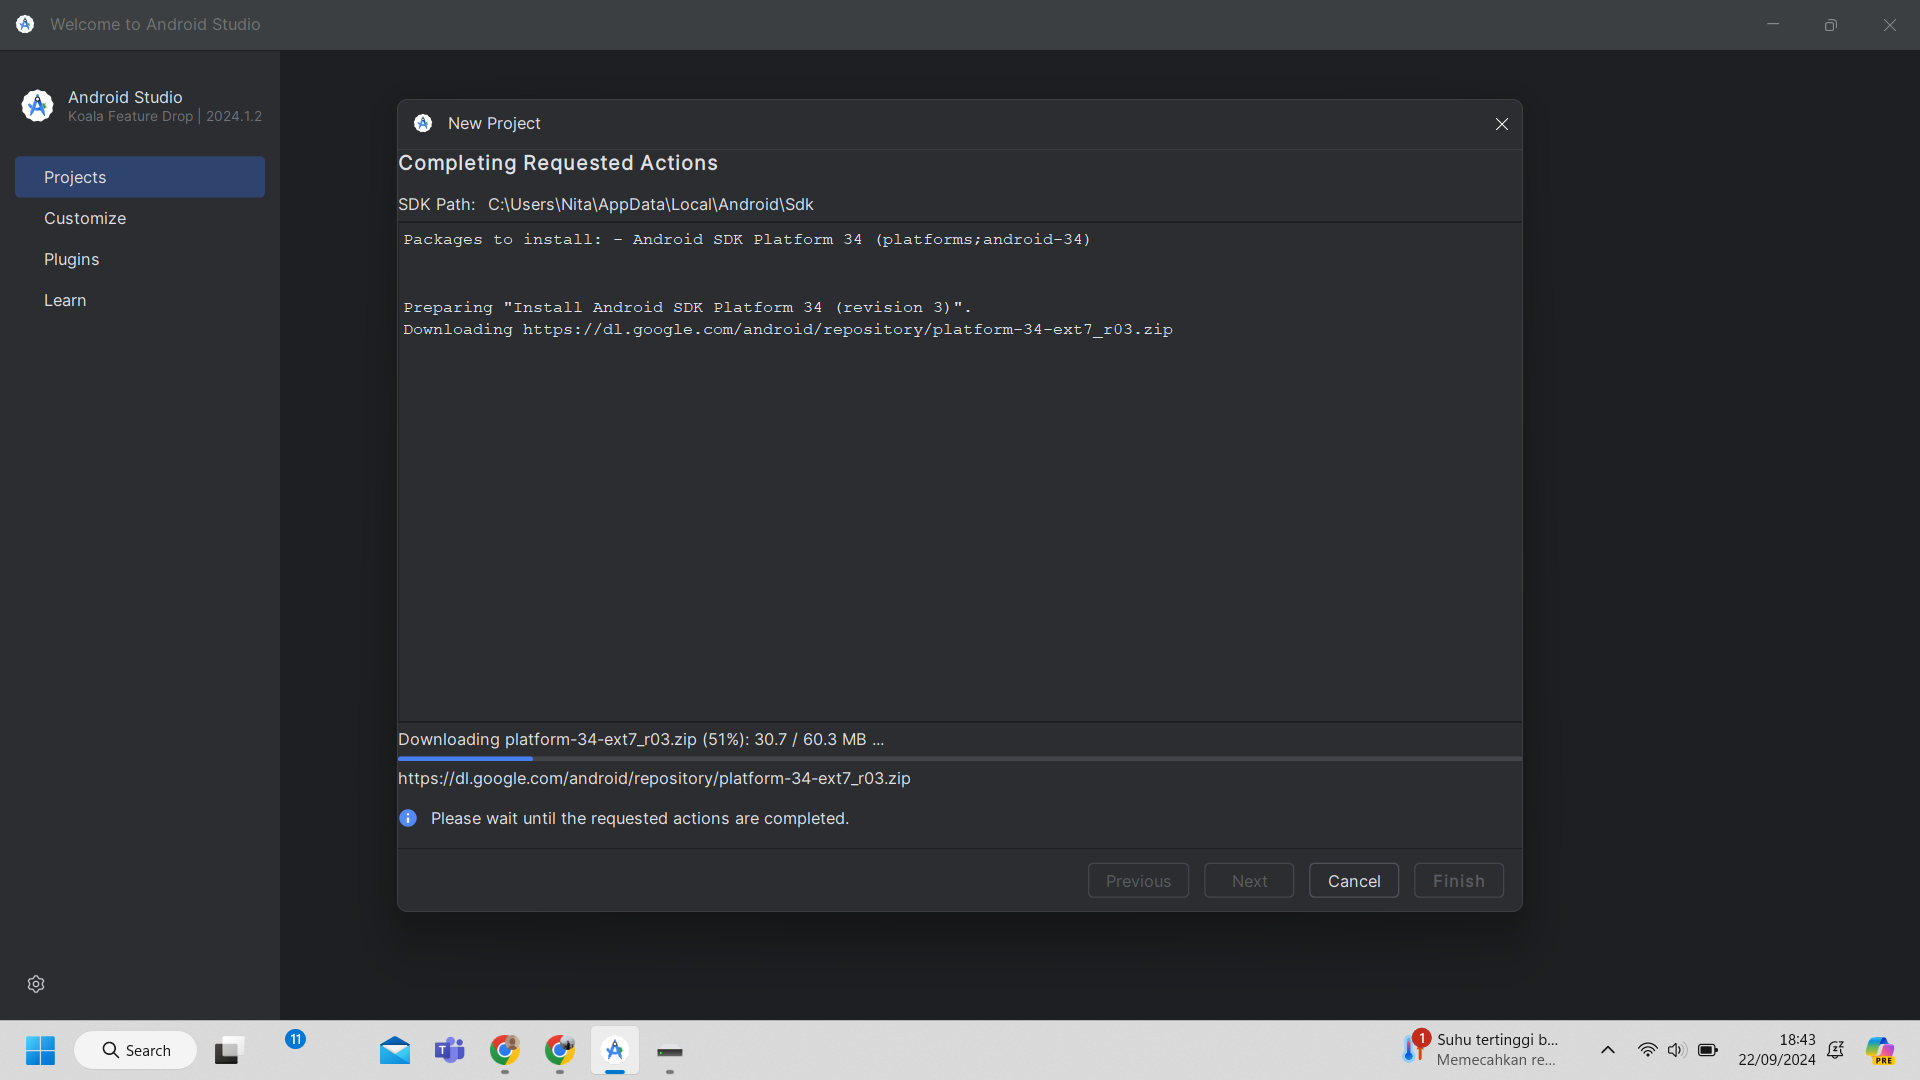 Welcome to Android Studio
Android Studio
Koala Feature Drop | 2024.1.2
Projects
Customize
Plugins
Learn
New Project
Completing Requested Actions
SDK Path: C:\Users\Nita\AppData\Local\Android\Sdk
Packages to install: - Android SDK Platform 34 (platforms;android-34)
Preparing "Install Android SDK Platform 34 (revision 3)".
Downloading https://dl.google.com/android/repository/platform-34-ext7_r03.zip
Downloading platform-34-ext7_r03.zip (51%): 30.7 / 60.3 MB ...
https://dl.google.com/android/repository/platform-34-ext7_r03.zip
Please wait until the requested actions are completed.
Previous
Next
Cancel
Finish
Search
11
1
Suhu tertinggi b...
Memecahkan re...
18:43
22/09/2024
PRE